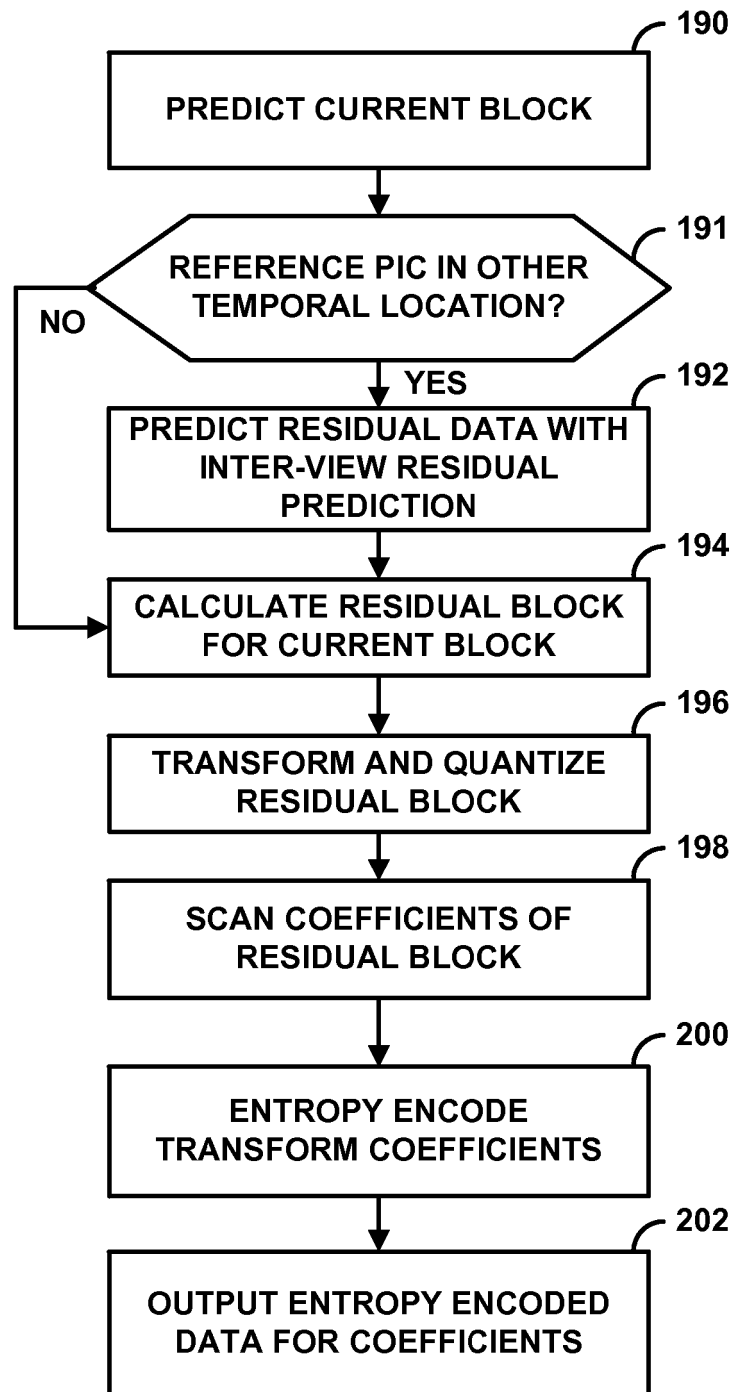 190
PREDICT CURRENT BLOCK
191
REFERENCE PIC IN OTHER
TEMPORAL LOCATION?
NO
YES
192
PREDICT RESIDUAL DATA WITH
INTER-VIEW RESIDUAL
PREDICTION
194
CALCULATE RESIDUAL BLOCK
FOR CURRENT BLOCK
196
TRANSFORM AND QUANTIZE
RESIDUAL BLOCK
198
SCAN COEFFICIENTS OF
RESIDUAL BLOCK
200
ENTROPY ENCODE
TRANSFORM COEFFICIENTS
202
OUTPUT ENTROPY ENCODED
DATA FOR COEFFICIENTS